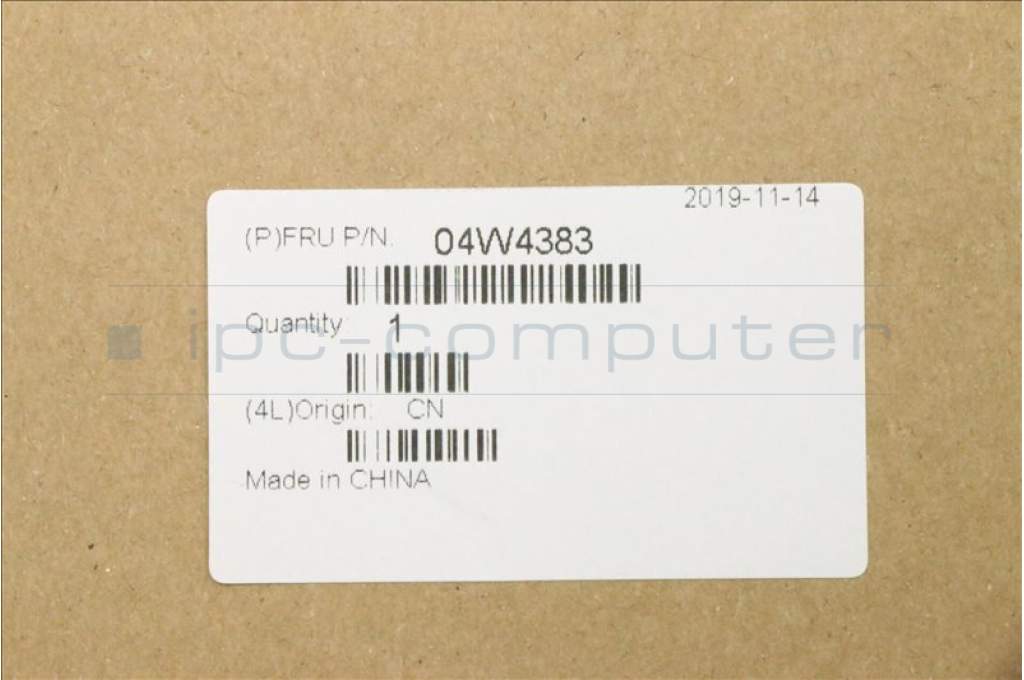 2019-11-14
(P)FRU P/N. 04W4383
Quantity: 1
ipc-computer
(4L)Origin: CN
Made in CHINA